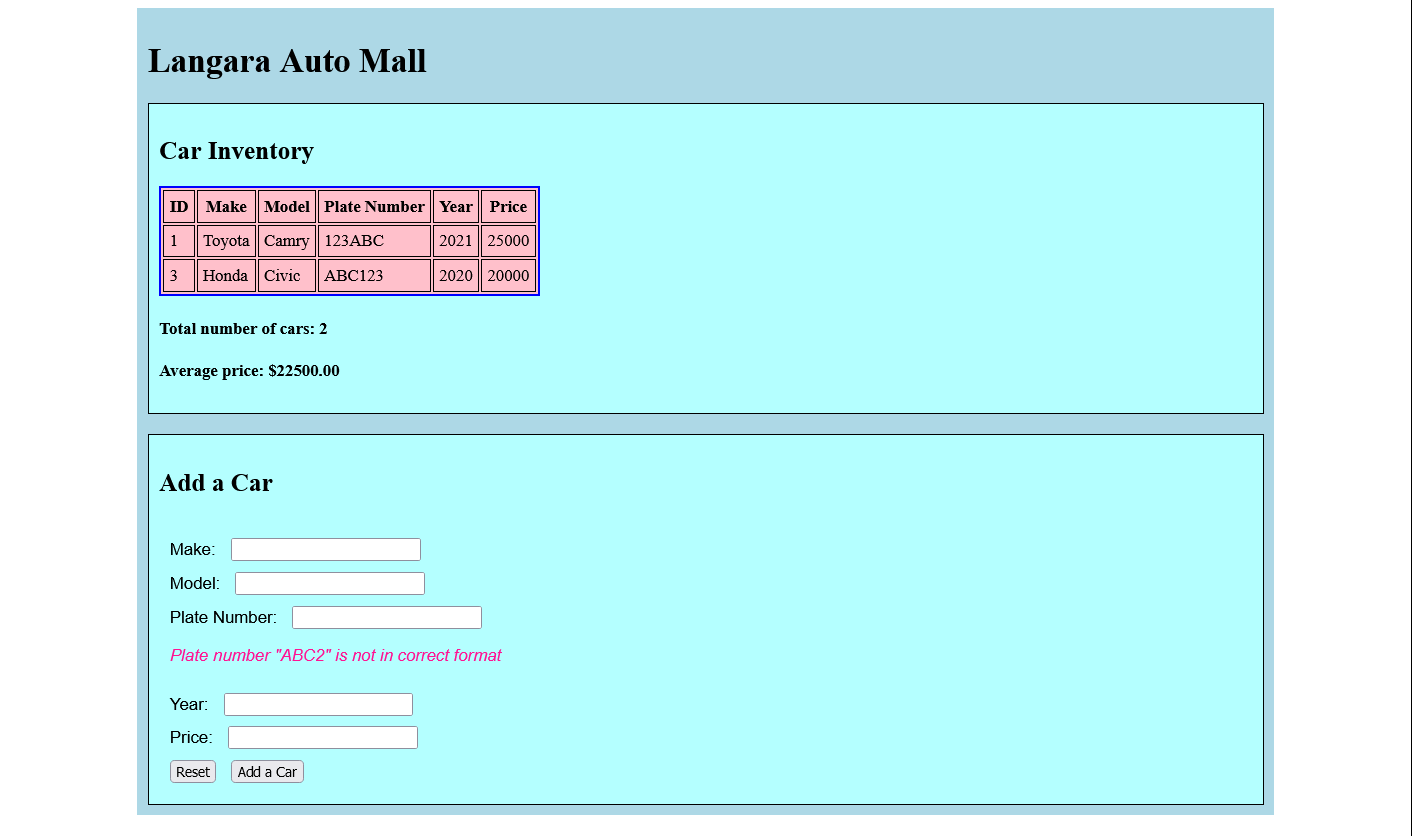 Langara Auto Mall
Car Inventory
ID Make Model Plate Number Year Price
1 Toyota Camry 123ABC 2021 25000
3 Honda Civic ABC123 2020 20000
Total number of cars: 2
Average price: $22500.00
Add a Car
Make:
Model:
Plate Number:
Plate number "ABC2" is not in correct format
Year:
Price:
Reset Add a Car